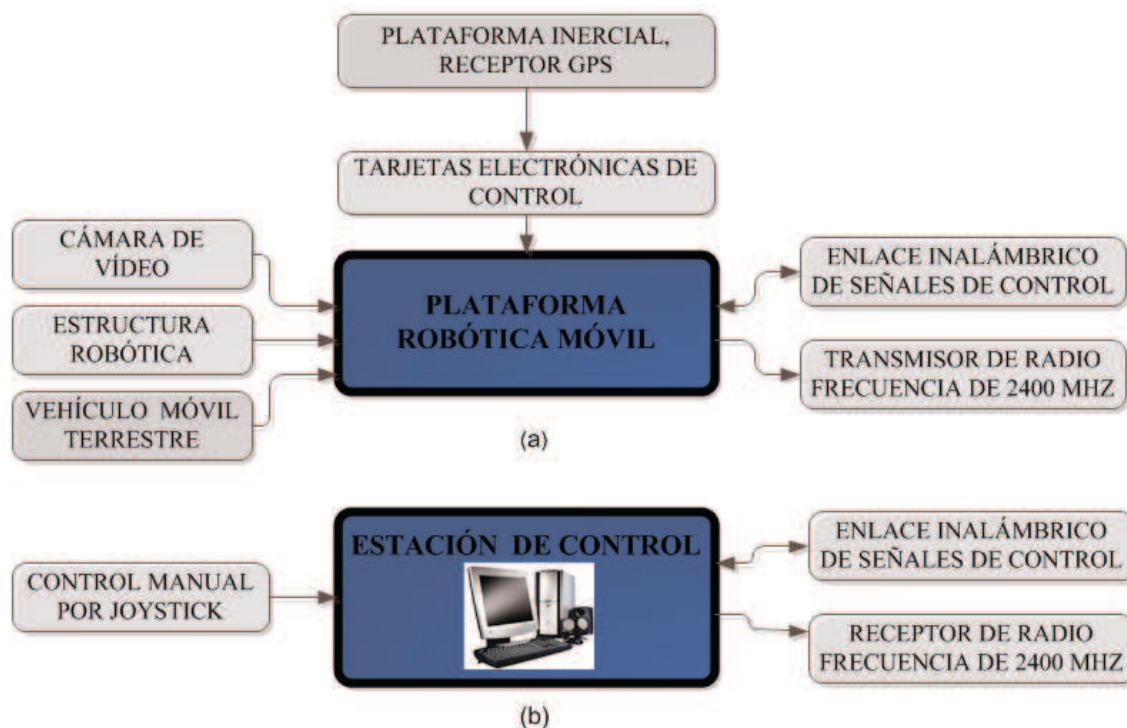 PLATAFORMA INERCIAL,
RECEPTOR GPS
TARJETAS ELECTRÓNICAS DE
CONTROL
CÁMARA DE
VÍDEO
ESTRUCTURA
ROBÓTICA
VEHÍCULO MÓVIL
TERRESTRE
PLATAFORMA
ROBÓTICA MÓVIL
ENLACE INALÁMBRICO
DE SEÑALES DE CONTROL
TRANSMISOR DE RADIO
FRECUENCIA DE 2400 MHZ
(a)
CONTROL MANUAL
POR JOYSTICK
ESTACIÓN DE CONTROL
ENLACE INALÁMBRICO
DE SEÑALES DE CONTROL
RECEPTOR DE RADIO
FRECUENCIA DE 2400 MHZ
(b)